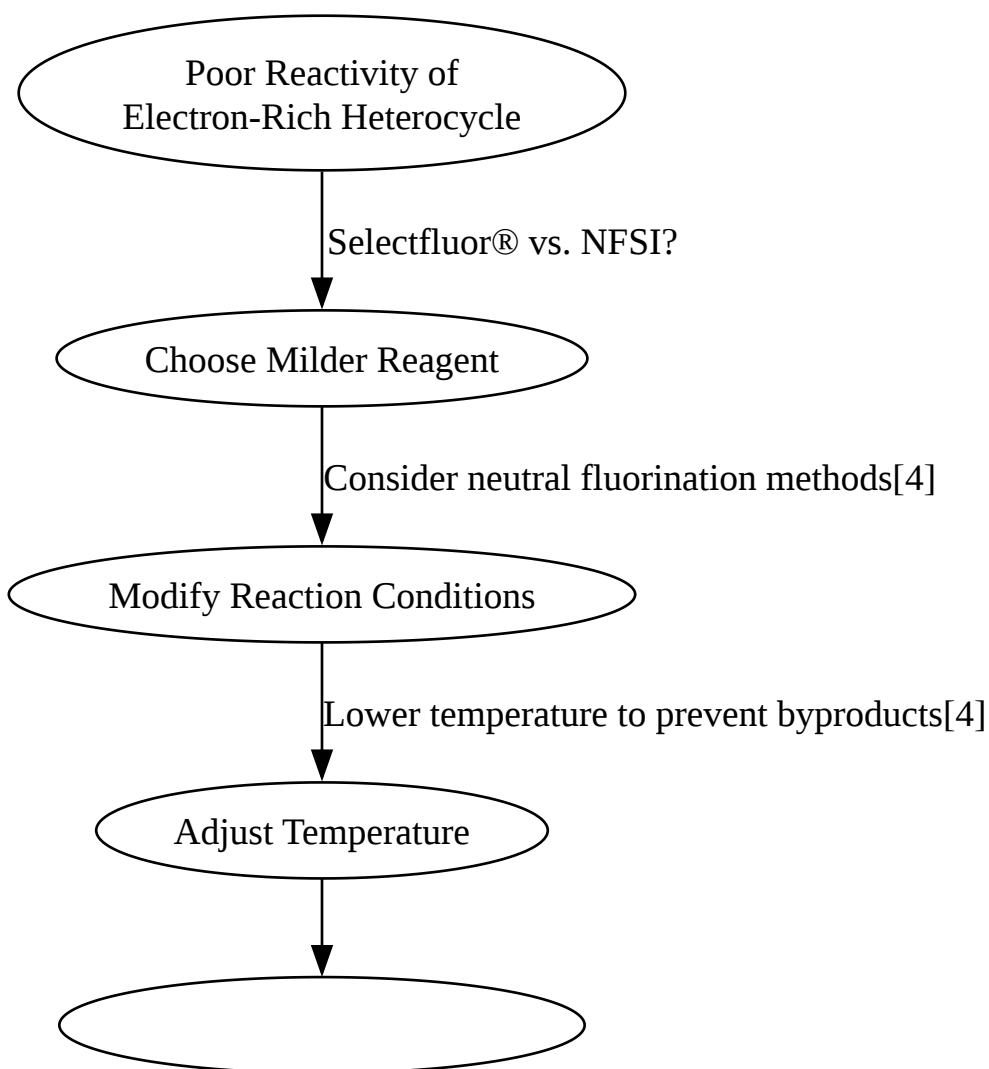 Poor Reactivity of
Electron-Rich Heterocycle
Selectfluor® vs. NFSI?
Choose Milder Reagent
Consider neutral fluorination methods[4]
Modify Reaction Conditions
Lower temperature to prevent byproducts[4]
Adjust Temperature